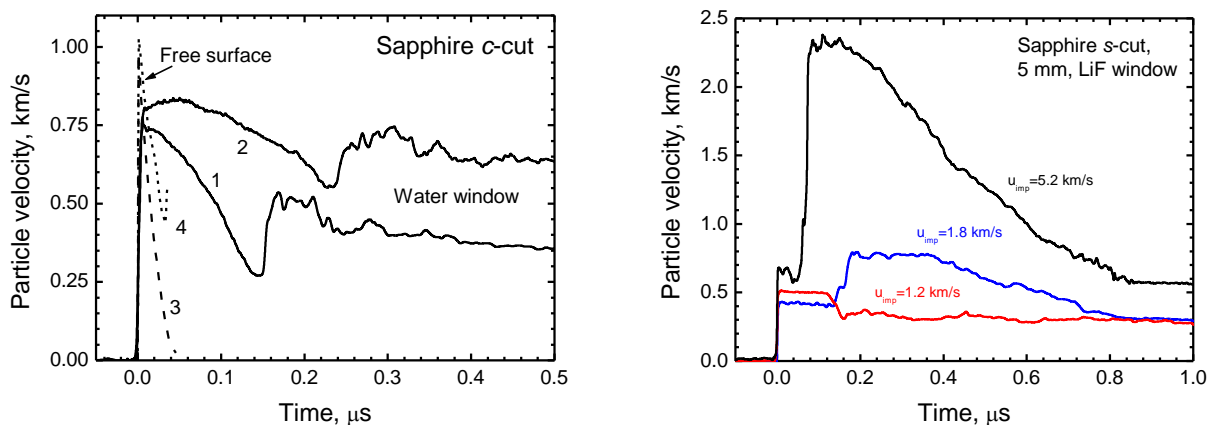 Sapphire c-cut
Free surface
1.00
0.75
0.50
0.25
0.00
2
1
4
3
Water window
0.0
0.1
0.2
0.3
0.4
0.5
Time, μs
Particle velocity, km/s
Sapphire s-cut,
5 mm, LiF window
2.5
2.0
1.5
1.0
0.5
0.0
u_imp=5.2 km/s
u_imp=1.8 km/s
u_imp=1.2 km/s
0.0
0.2
0.4
0.6
0.8
1.0
Time, μs
Particle velocity, km/s